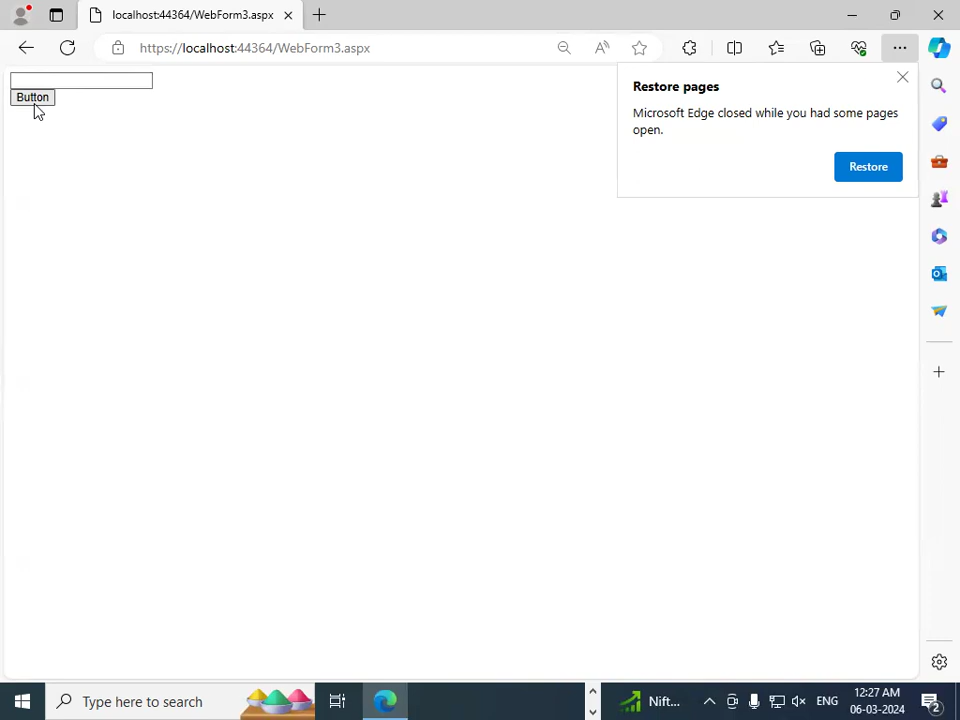 localhost:44364/WebForm3.aspx
https://localhost:44364/WebForm3.aspx
Button
Restore pages
Microsoft Edge closed while you had some pages
open.
Restore
Type here to search
Nift...
ENG
12:27 AM
06-03-2024
2